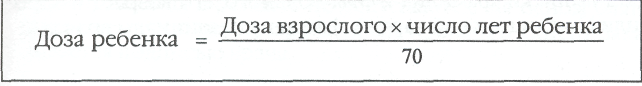 Доза ребенка = Доза взрослого × число лет ребенка
70